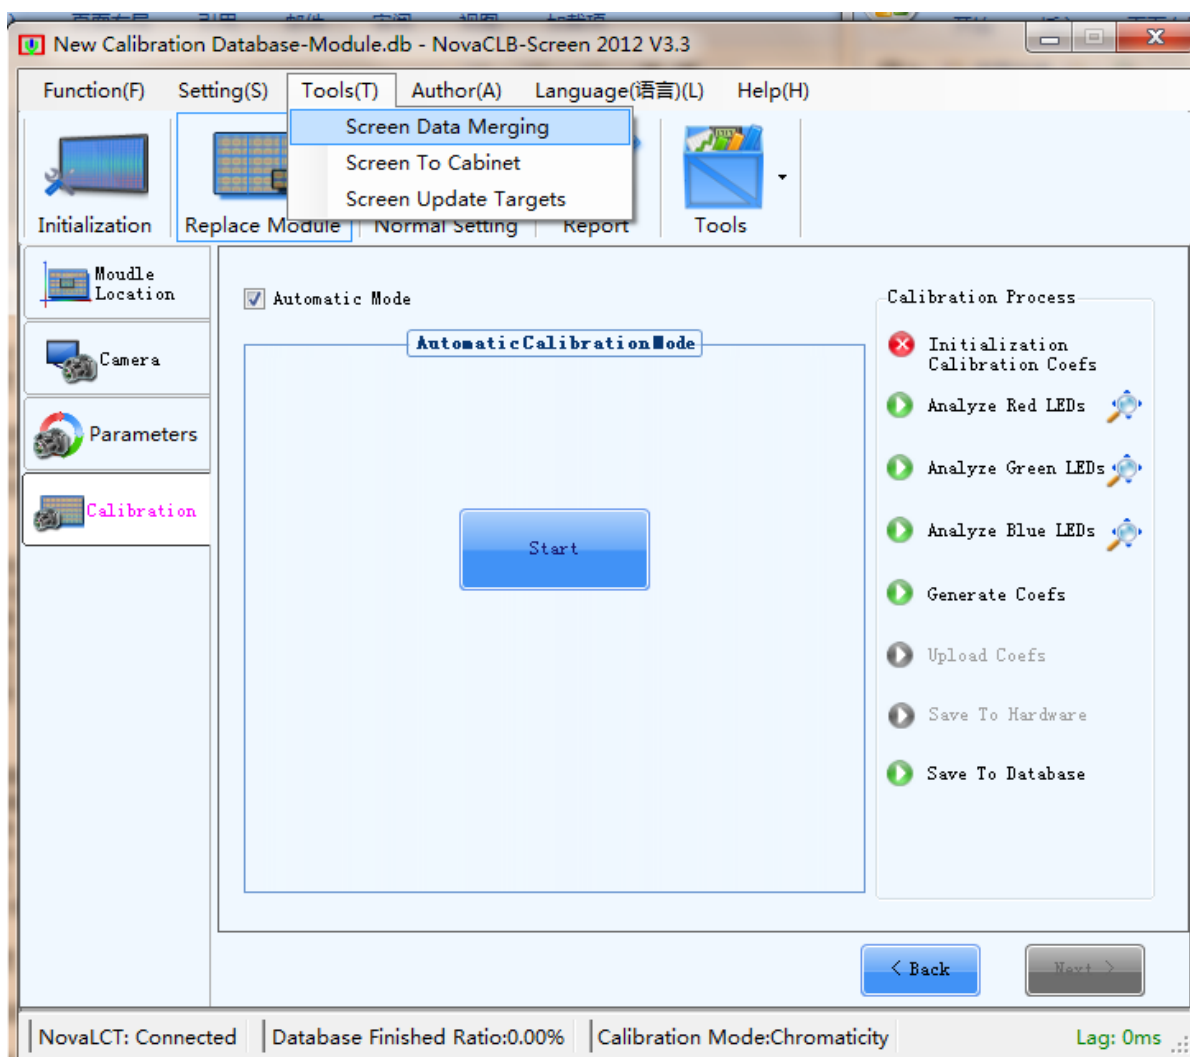 New Calibration Database-Module.db - NovaCLB-Screen 2012 V3.3
Function(F) Setting(S) Tools(T) Author(A) Language(语言)(L) Help(H)
Screen Data Merging
Screen To Cabinet
Screen Update Targets
Initialization Replace Module Normal Setting Report Tools
Moudle
Location
Camera
Parameters
Calibration
Automatic Mode
AutomaticCalibrationMode
Start
Calibration Process
Initialization
Calibration Coefs
Analyze Red LEDs
Analyze Green LEDs
Analyze Blue LEDs
Generate Coefs
Upload Coefs
Save To Hardware
Save To Database
< Back Next >
NovaLCT: Connected Database Finished Ratio:0.00% Calibration Mode:Chromaticity Lag: 0ms